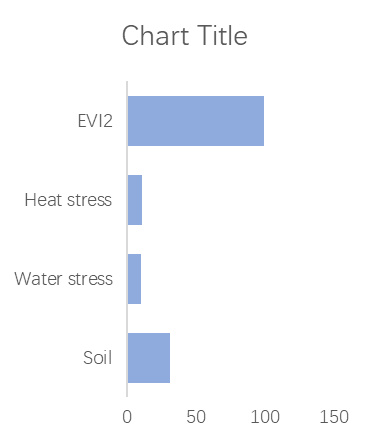 Chart Title
EVI2
Heat stress
Water stress
Soil
0 50 100 150